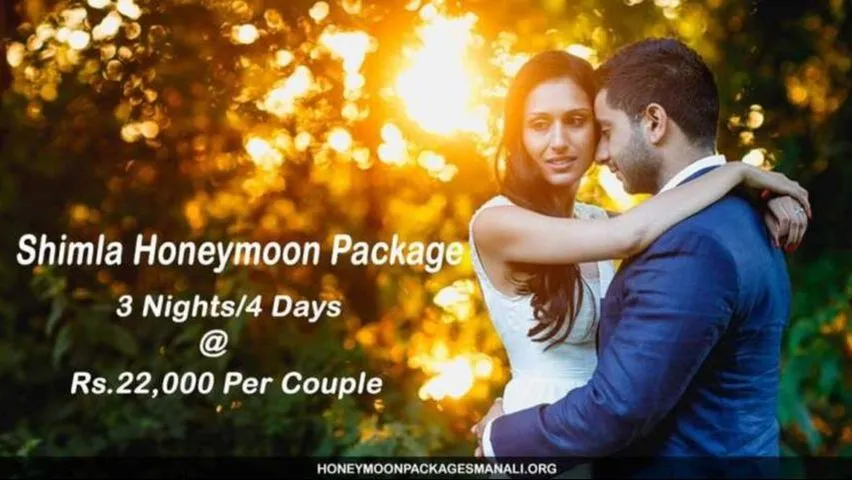 Shimla Honeymoon Package
3 Nights/4 Days
@
Rs.22,000 Per Couple
HONEYMOONPACKAGESMANALI.ORG